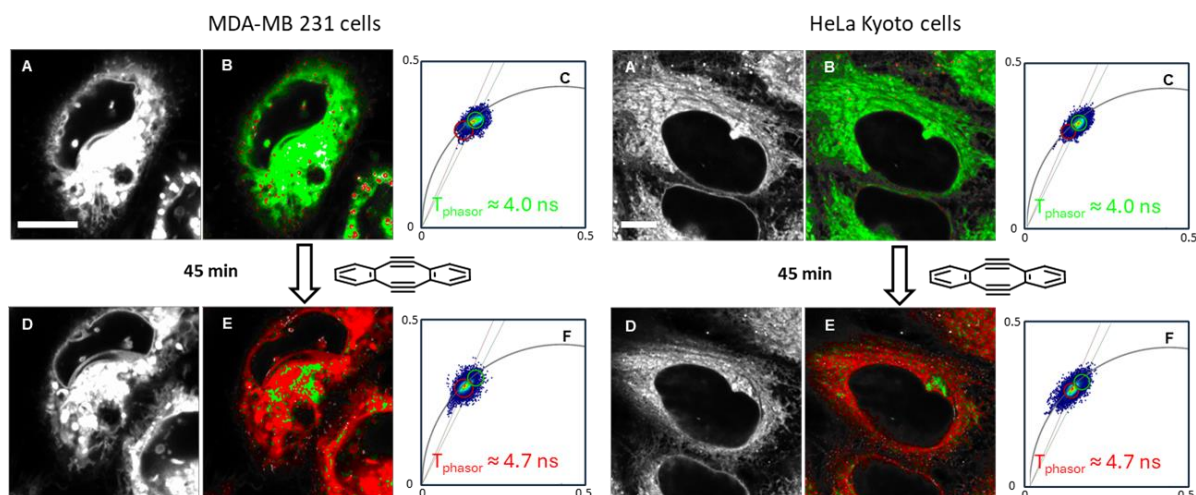 MDA-MB 231 cells
A
B
0.5
C
Tphasor ≈ 4.0 ns
0
0.5
45 min
D
E
0.5
F
Tphasor ≈ 4.7 ns
0
0.5
HeLa Kyoto cells
A
B
0.5
C
Tphasor ≈ 4.0 ns
0
0.5
45 min
D
E
0.5
F
Tphasor ≈ 4.7 ns
0
0.5